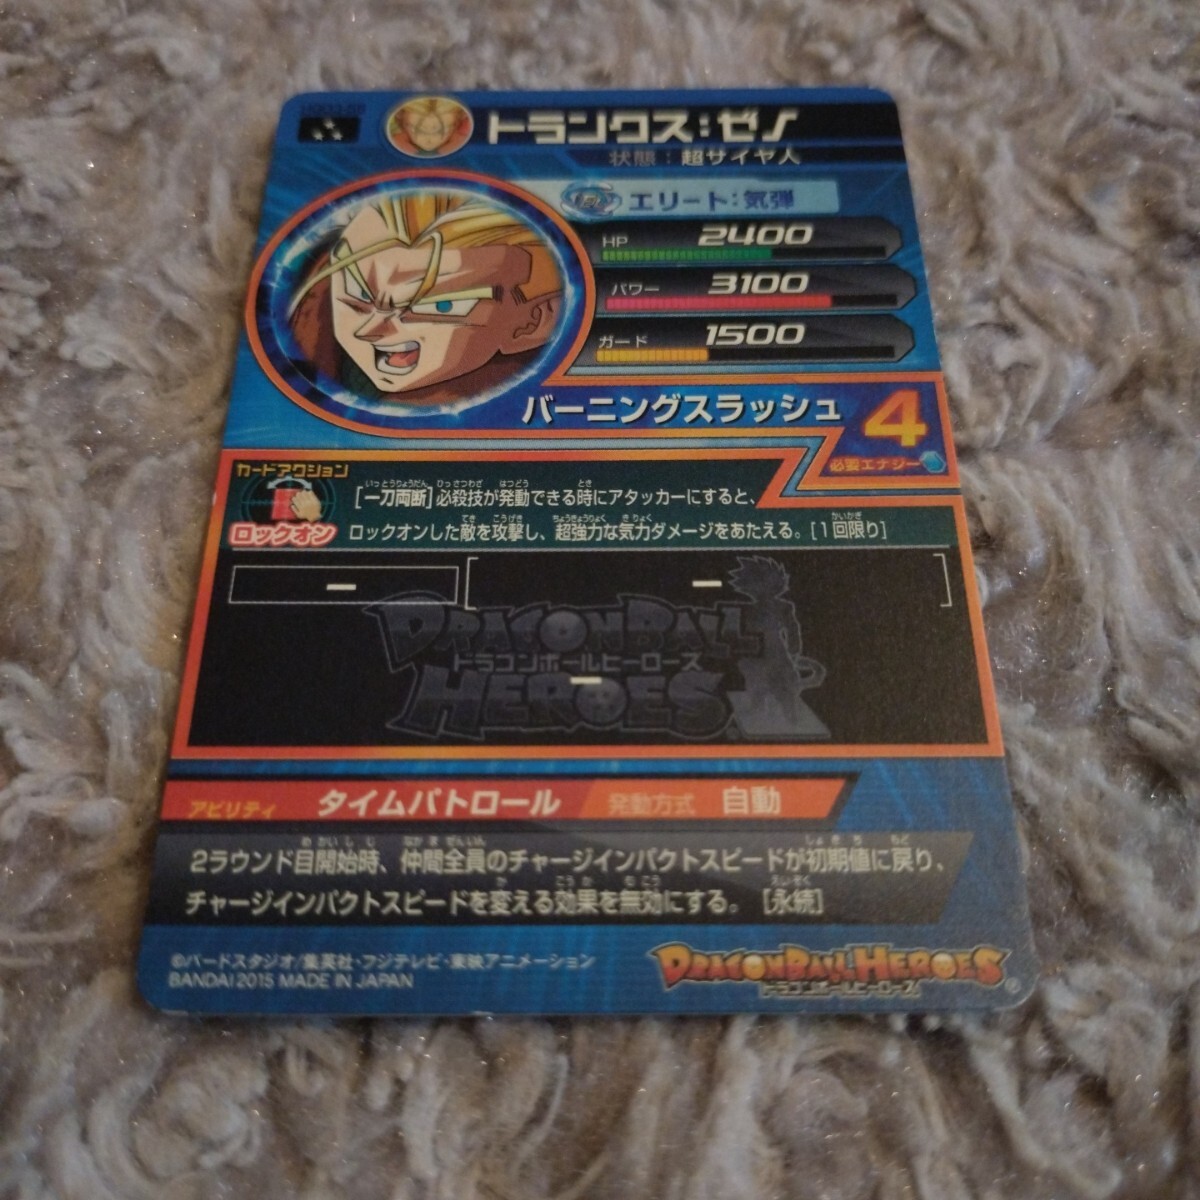 トランクス:ゼノ
状態:超サイヤ人
エリート:気弾
HP 2400
パワー 3100
ガード 1500
バーニングスラッシュ
4
必要エナジー
カードアクション
ロックオン
[一刀両断]必殺技が発動できる時にアタッカーにすると、
ロックオンした敵を攻撃し、超強力な気力ダメージをあたえる。[1回限り]
ー ー
DRAGON BALL
ドラゴンボールヒーローズ
HEROES
ー
アビリティ タイムパトロール 発動方式 自動
2ラウンド目開始時、仲間全員のチャージインパクトスピードが初期値に戻り、
チャージインパクトスピードを変える効果を無効にする。[永続]
©バードスタジオ/集英社・フジテレビ・東映アニメーション
BANDAI 2015 MADE IN JAPAN
DRAGON BALL HEROES
ドラゴンボールヒーローズ